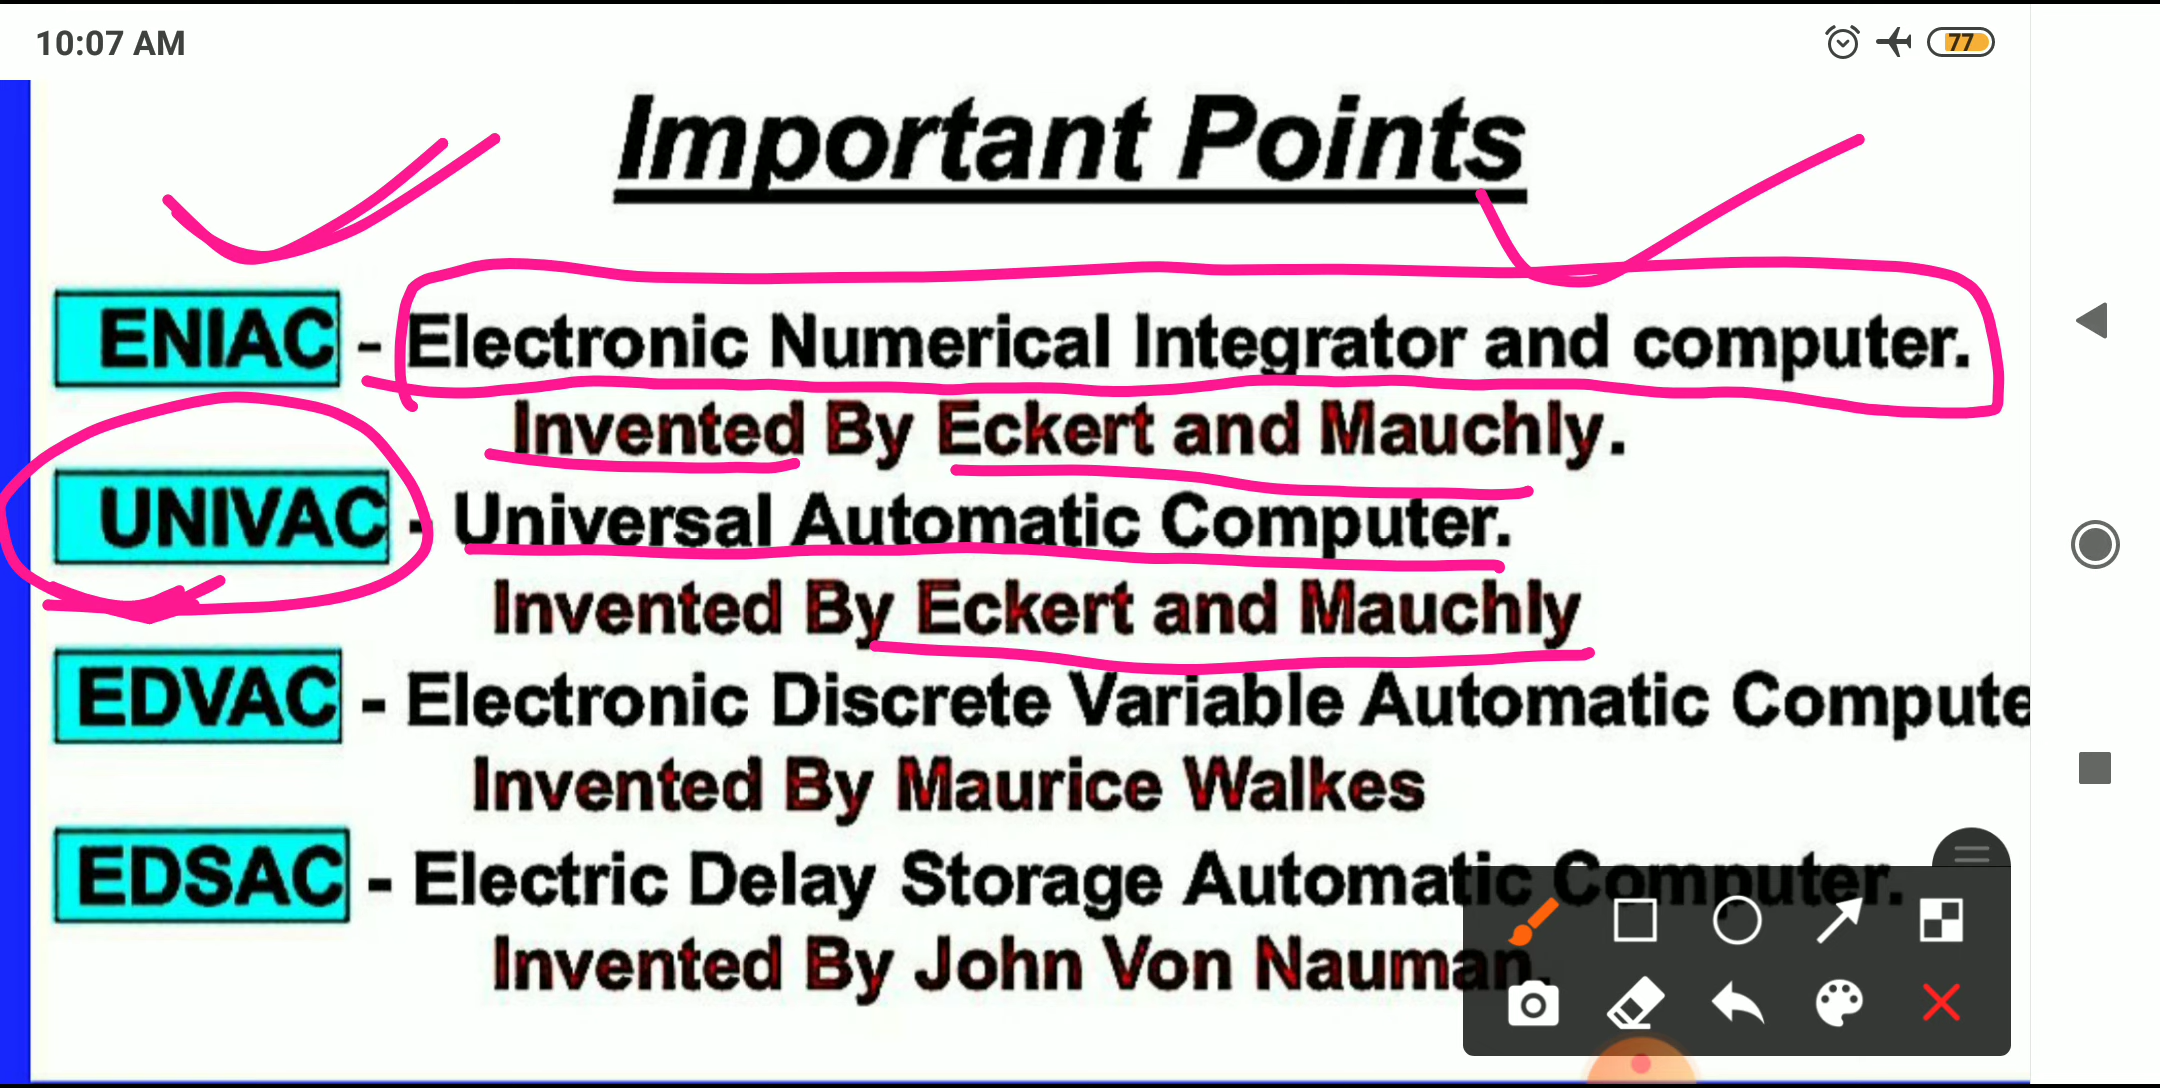 10:07 AM
77
Important Points
ENIAC - Electronic Numerical Integrator and computer.
Invented By Eckert and Mauchly.
UNIVAC - Universal Automatic Computer.
Invented By Eckert and Mauchly
EDVAC - Electronic Discrete Variable Automatic Compute
Invented By Maurice Walkes
EDSAC - Electric Delay Storage Automatic Computer.
Invented By John Von Nauman.